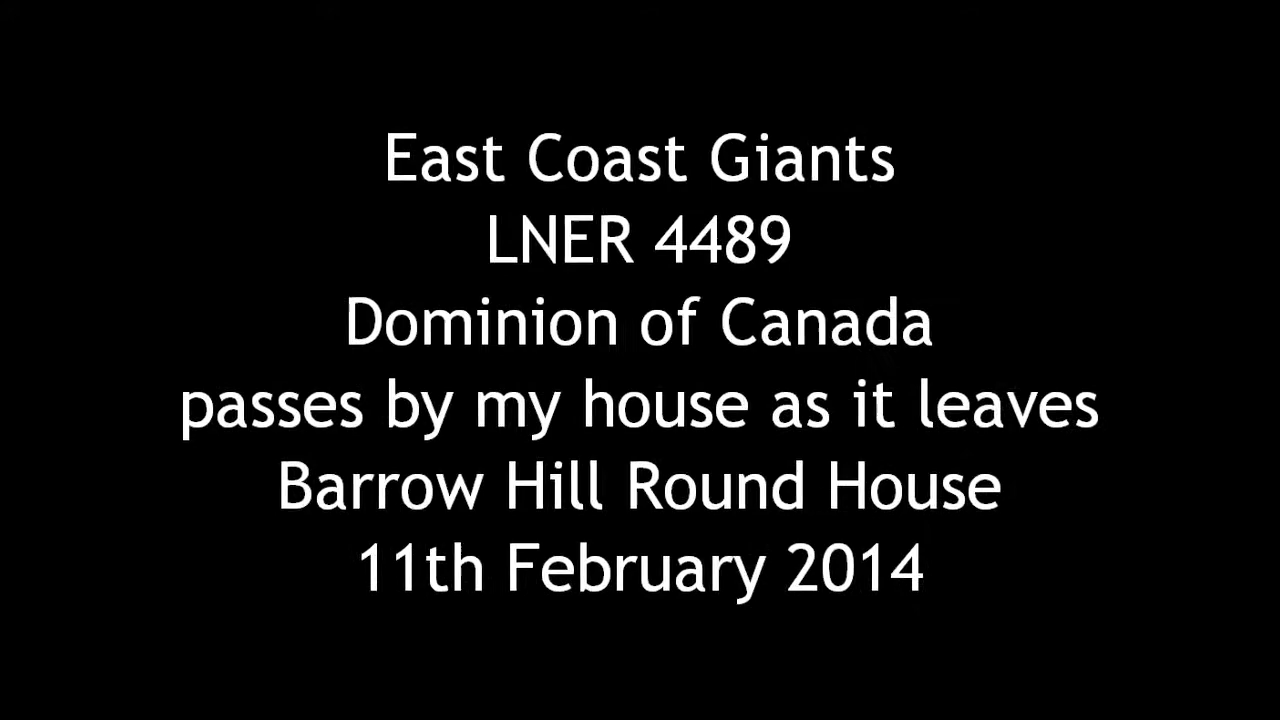 East Coast Giants
LNER 4489
Dominion of Canada
passes by my house as it leaves
Barrow Hill Round House
11th February 2014